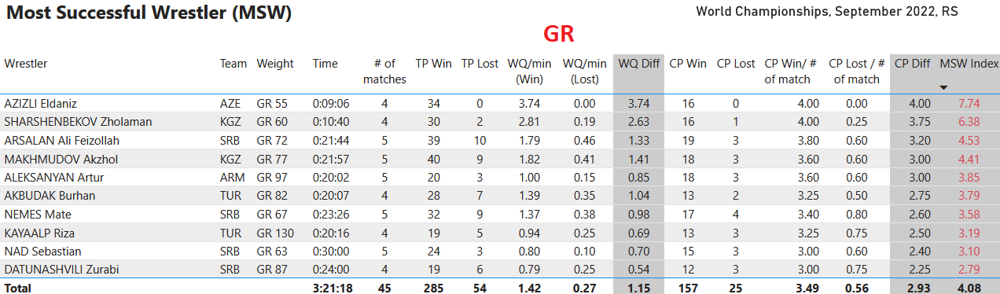 Most Successful Wrestler (MSW) World Championships, September 2022, RS
GR
Wrestler Team Weight Time # of matches TP Win TP Lost WQ/min (Win) WQ/min (Lost) WQ Diff CP Win CP Lost CP Win/ # of match CP Lost / # of match CP Diff MSW Index
AZIZLI Eldaniz AZE GR 55 0:09:06 4 34 0 3.74 0.00 3.74 16 0 4.00 0.00 4.00 7.74
SHARSHENBEKOV Zholaman KGZ GR 60 0:10:40 4 30 2 2.81 0.19 2.63 16 1 4.00 0.25 3.75 6.38
ARSALAN Ali Feizollah SRB GR 72 0:21:44 5 39 10 1.79 0.46 1.33 19 3 3.80 0.60 3.20 4.53
MAKHMUDOV Akzhol KGZ GR 77 0:21:57 5 40 9 1.82 0.41 1.41 18 3 3.60 0.60 3.00 4.41
ALEKSANYAN Artur ARM GR 97 0:20:02 5 20 3 1.00 0.15 0.85 18 3 3.60 0.60 3.00 3.85
AKBUDAK Burhan TUR GR 82 0:20:07 4 28 7 1.39 0.35 1.04 13 2 3.25 0.50 2.75 3.79
NEMES Mate SRB GR 67 0:23:26 5 32 9 1.37 0.38 0.98 17 4 3.40 0.80 2.60 3.58
KAYAALP Riza TUR GR 130 0:20:16 4 19 5 0.94 0.25 0.69 13 3 3.25 0.75 2.50 3.19
NAD Sebastian SRB GR 63 0:30:00 5 24 3 0.80 0.10 0.70 15 3 3.00 0.60 2.40 3.10
DATUNASHVILI Zurabi SRB GR 87 0:24:00 4 19 6 0.79 0.25 0.54 12 3 3.00 0.75 2.25 2.79
Total 3:21:18 45 285 54 1.42 0.27 1.15 157 25 3.49 0.56 2.93 4.08